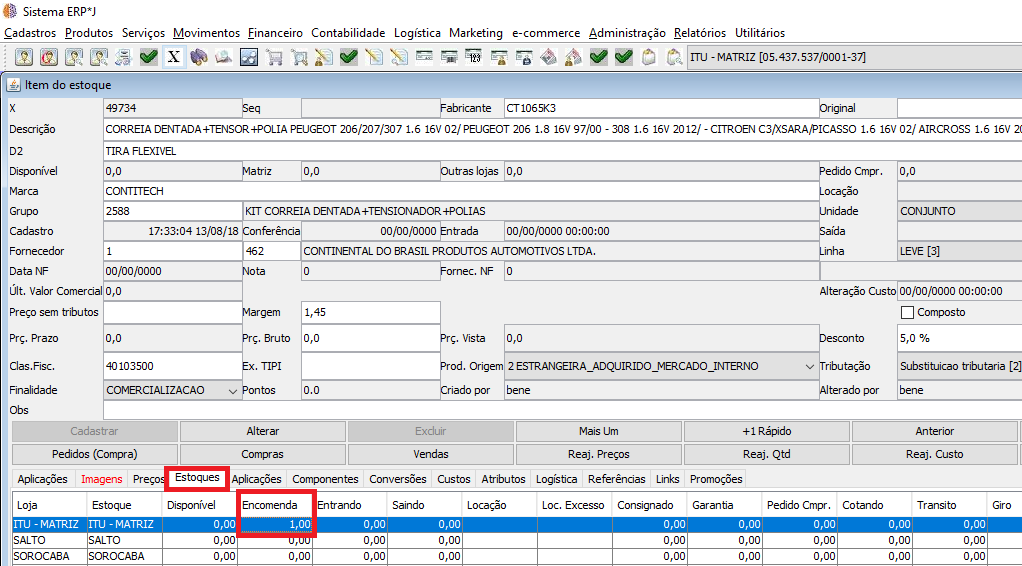 Sistema ERP*J
Cadastros Produtos Serviços Movimentos Financeiro Contabilidade Logística Marketing e-commerce Administração Relatórios Utilitários
X 123 ITU - MATRIZ [05.437.537/0001-37]
Item do estoque
X 49734 Seq Fabricante CT1065K3 Original
Descrição CORREIA DENTADA+TENSOR+POLIA PEUGEOT 206/207/307 1.6 16V 02/ PEUGEOT 206 1.8 16V 97/00 - 308 1.6 16V 2012/ - CITROEN C3/XSARA/PICASSO 1.6 16V 02/ AIRCROSS 1.6 16V 20
D2 TIRA FLEXIVEL
Disponível 0,0 Matriz 0,0 Outras lojas 0,0 Pedido Cmpr. 0,0
Marca CONTITECH Locação
Grupo 2588 KIT CORREIA DENTADA+TENSIONADOR+POLIAS Unidade CONJUNTO
Cadastro 17:33:04 13/08/18 Conferência 00/00/0000 Entrada 00/00/0000 00:00:00 Saída
Fornecedor 1 462 CONTINENTAL DO BRASIL PRODUTOS AUTOMOTIVOS LTDA. Linha LEVE [3]
Data NF 00/00/0000 Nota 0 Fornec. NF 0
Últ. Valor Comercial 0,0 Alteração Custo 00/00/0000 00:00:00
Preço sem tributos Margem 1,45 Composto
Prç. Prazo 0,0 Prç. Bruto 0,0 Prç. Vista 0,0 Desconto 5,0 %
Clas.Fisc. 40103500 Ex. TIPI Prod. Origem 2 ESTRANGEIRA_ADQUIRIDO_MERCADO_INTERNO Tributação Substituicao tributaria [2]
Finalidade COMERCIALIZACAO Pontos 0.0 Criado por bene Alterado por bene
Obs
Cadastrar Alterar Excluir Mais Um +1 Rápido Anterior
Pedidos (Compra) Compras Vendas Reaj. Preços Reaj. Qtd Reaj. Custo
Aplicações Imagens Preços Estoques Aplicações Componentes Conversões Custos Atributos Logística Referências Links Promoções
Loja Estoque Disponível Encomenda Entrando Saindo Locação Loc. Excesso Consignado Garantia Pedido Cmpr. Cotando Transito Giro
ITU - MATRIZ ITU - MATRIZ 0,00 1,00 0,00 0,00 0,00 0,00 0,00 0,00 0,00
SALTO SALTO 0,00 0,00 0,00 0,00 0,00 0,00 0,00 0,00 0,00
SOROCABA SOROCABA 0,00 0,00 0,00 0,00 0,00 0,00 0,00 0,00 0,00